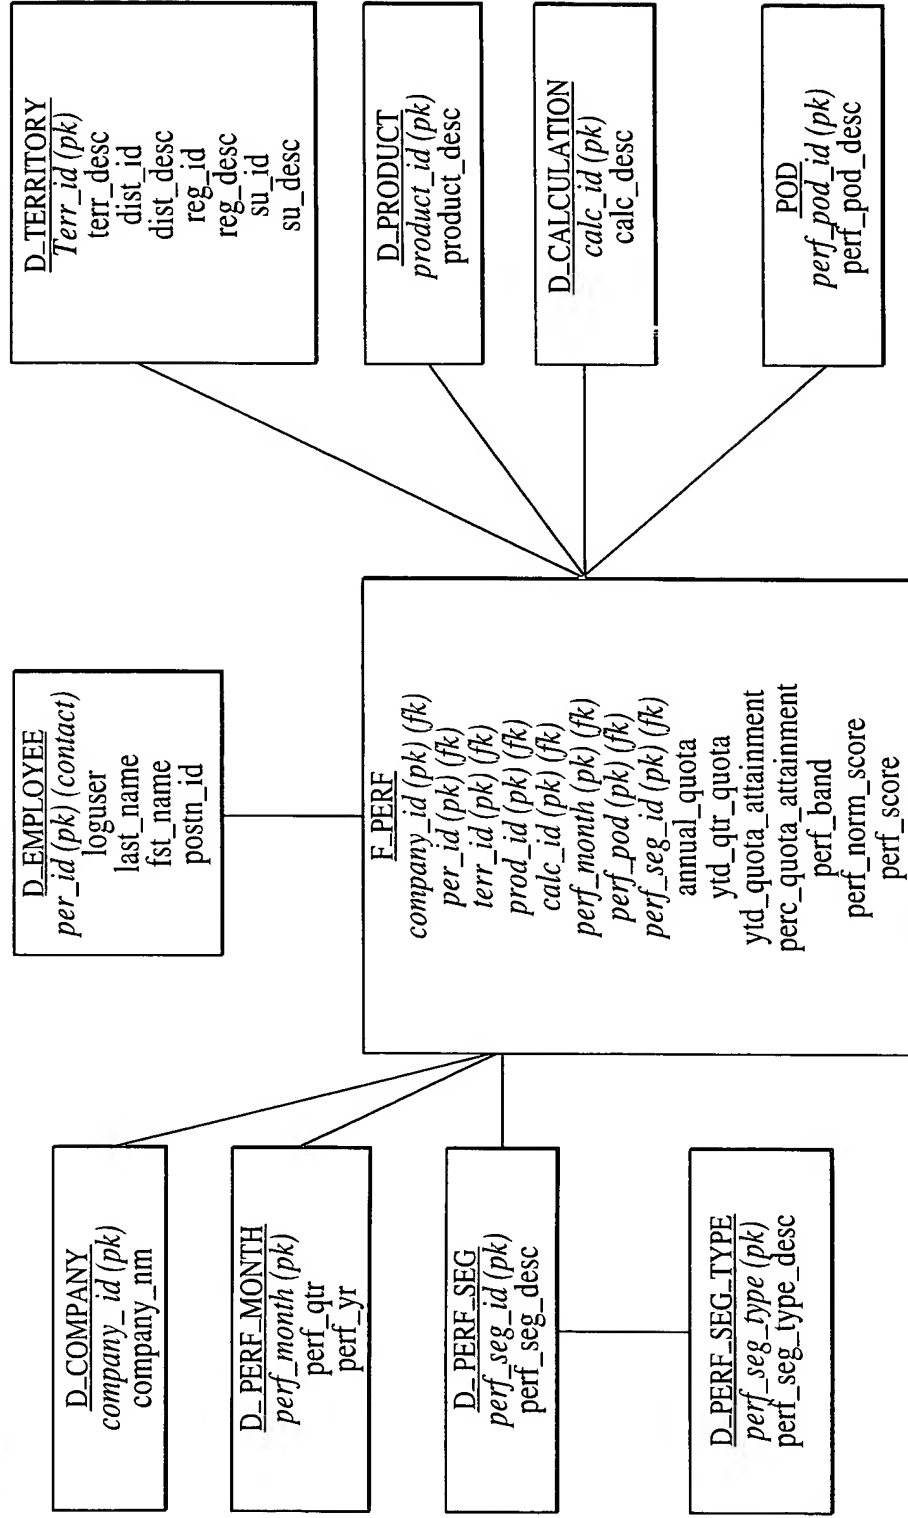 D_COMPANY
company_id (pk)
company_nm
D_PERF_MONTH
perf_month (pk)
perf_qtr
perf_yr
D_PERF_SEG
perf_seg_id (pk)
perf_seg_desc
D_PERF_SEG_TYPE
perf_seg_type (pk)
perf_seg_type_desc
D_EMPLOYEE
per_id (pk) (contact)
loguser
last_name
fst_name
postn_id
F_PERF
company_id (pk) (fk)
per_id (pk) (fk)
terr_id (pk) (fk)
prod_id (pk) (fk)
calc_id (pk) (fk)
perf_month (pk) (fk)
perf_pod (pk) (fk)
perf_seg_id (pk) (fk)
annual_quota
ytd_qtr_quota
ytd_quota_attainment
perc_quota_attainment
perf_band
perf_norm_score
perf_score
D_TERRITORY
Terr_id (pk)
terr_desc
dist_id
dist_desc
reg_id
reg_desc
su_id
su_desc
D_PRODUCT
product_id (pk)
product_desc
D_CALCULATION
calc_id (pk)
calc_desc
POD
perf_pod_id (pk)
perf_pod_desc